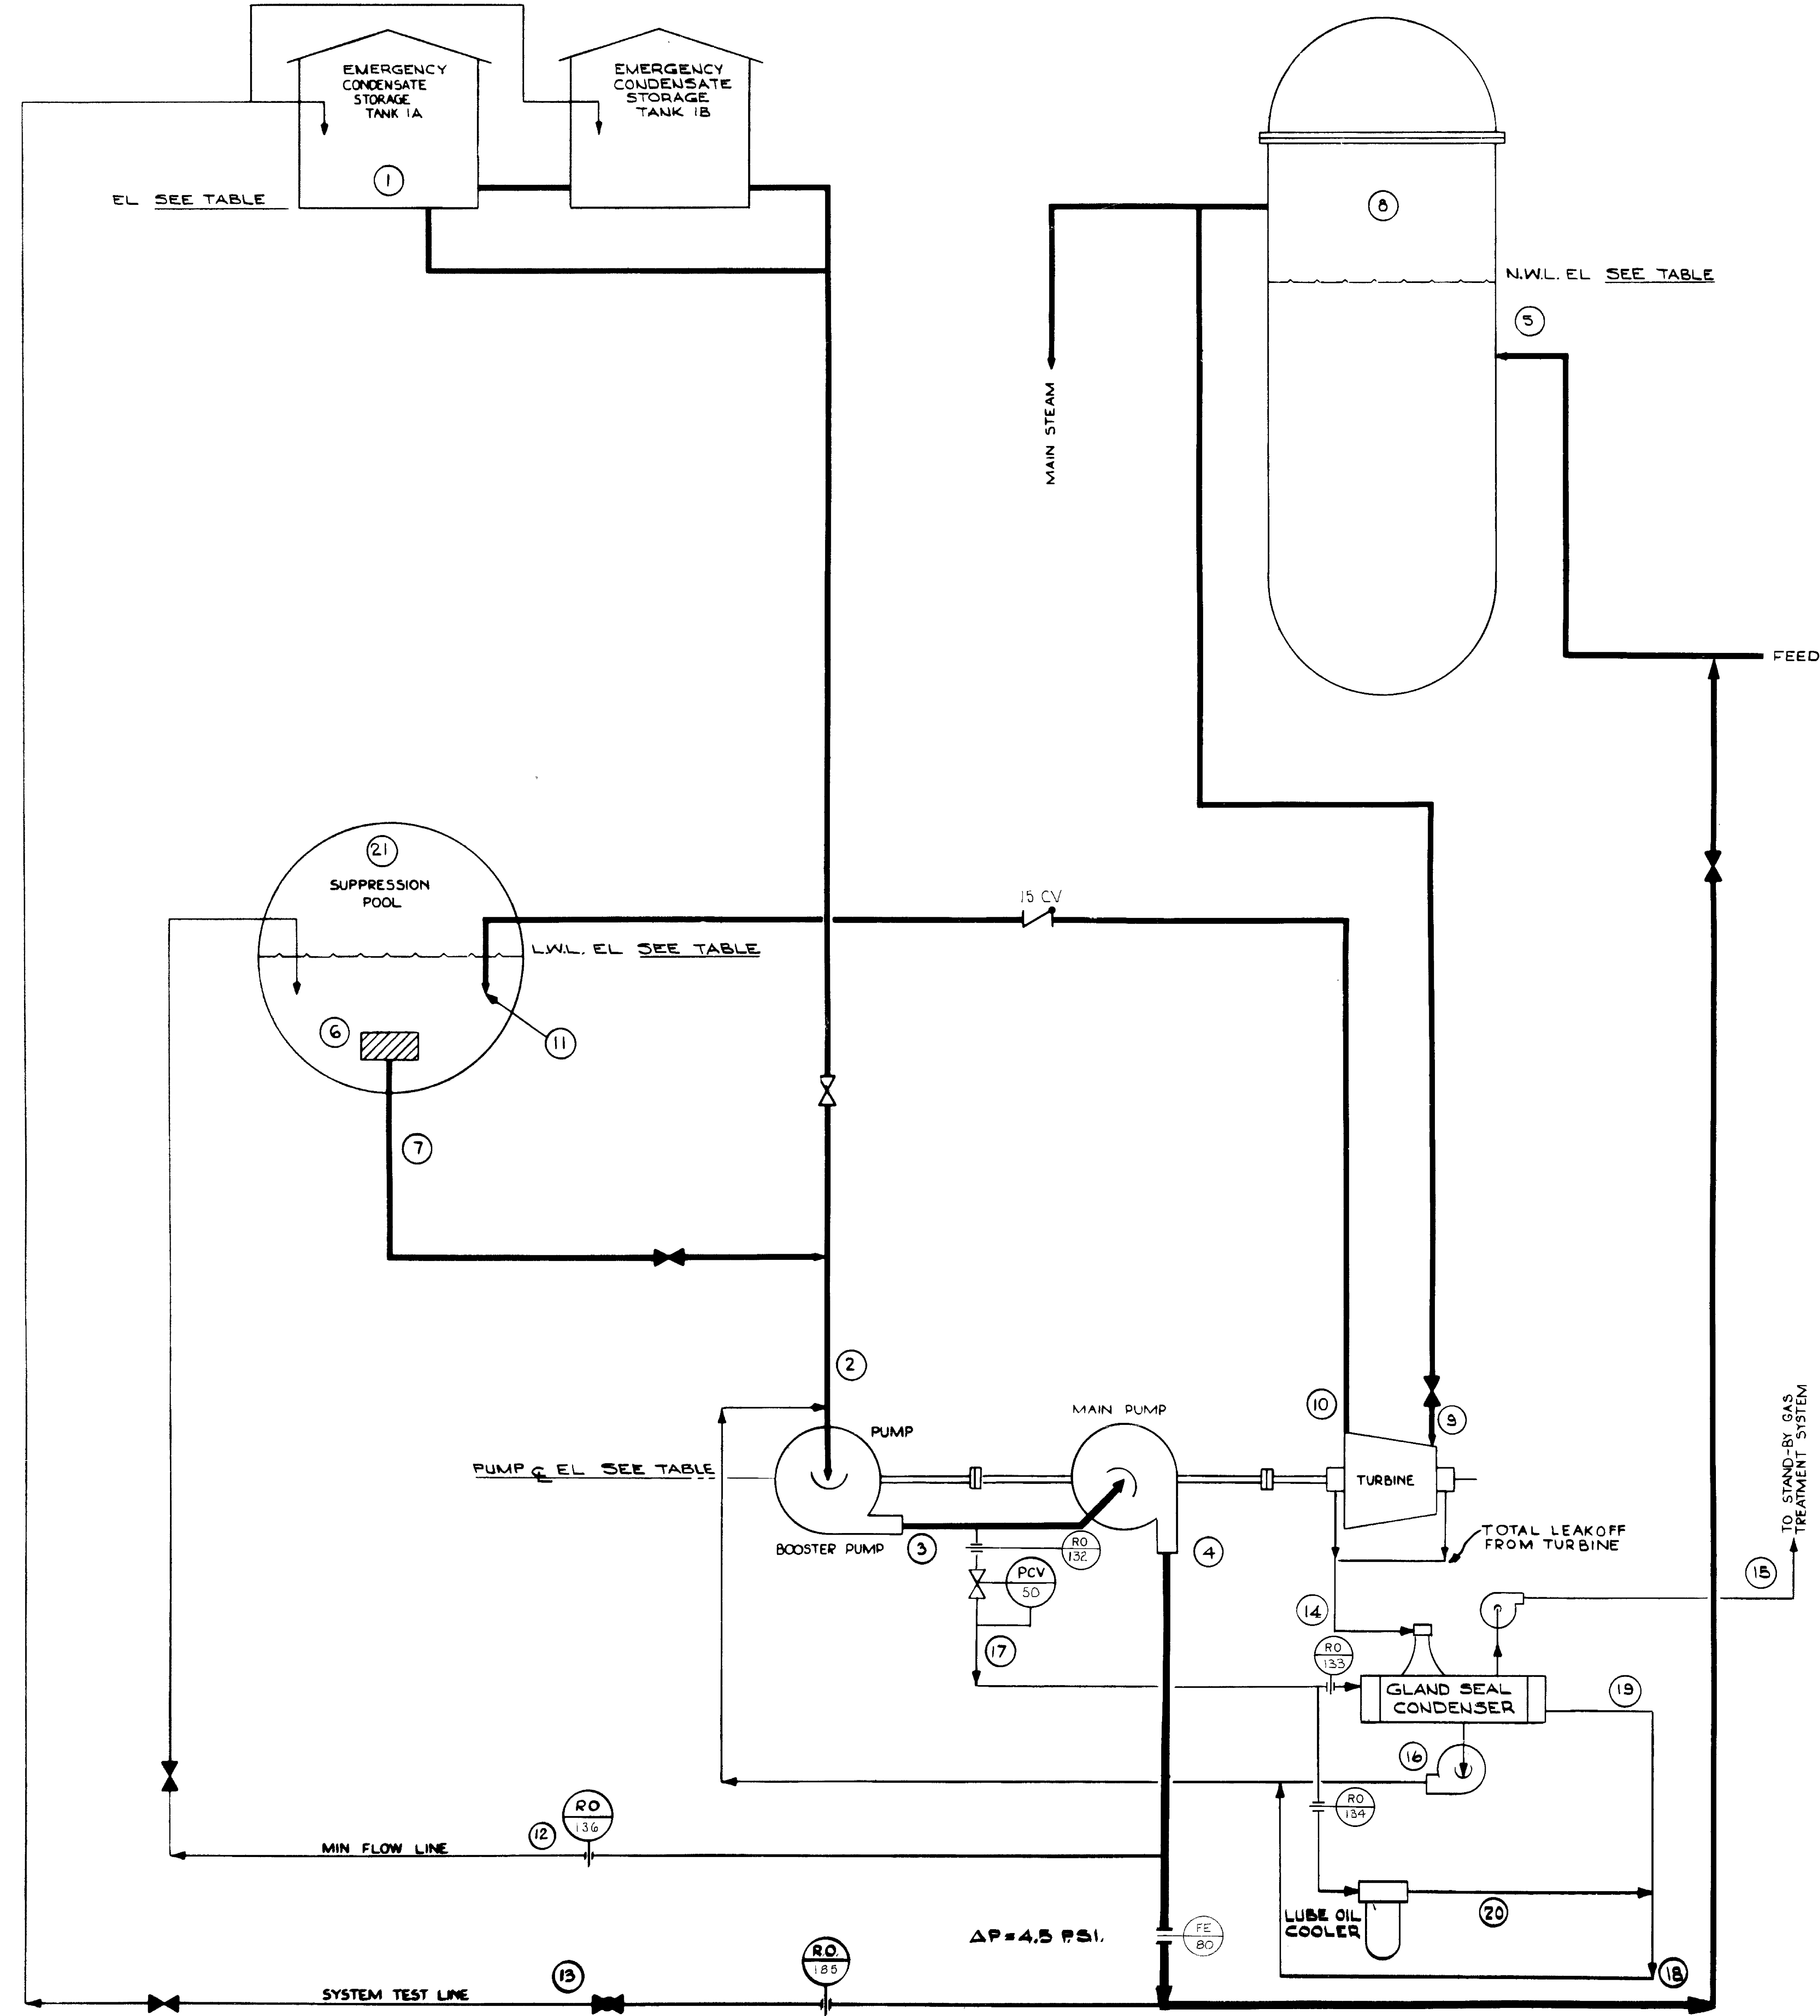 EMERGENCY
CONDENSATE
STORAGE
TANK 1A
EMERGENCY
CONDENSATE
STORAGE
TANK 1B
1
EL SEE TABLE
8
N.W.L. EL SEE TABLE
5
MAIN STEAM
FEED
21
SUPPRESSION
POOL
15 CV
L.W.L. EL SEE TABLE
6
11
7
2
10
9
MAIN PUMP
PUMP
PUMP ℄ EL SEE TABLE
TURBINE
TO STAND-BY GAS
TREATMENT SYSTEM
BOOSTER PUMP
3
RO
132
4
TOTAL LEAKOFF
FROM TURBINE
PCV
50
15
14
17
RO
133
GLAND SEAL
CONDENSER
19
16
RO
136
RO
134
12
MIN FLOW LINE
LUBE OIL
COOLER
20
ΔP=4.5 P.S.I.
FE
80
R.O.
185
13
18
SYSTEM TEST LINE